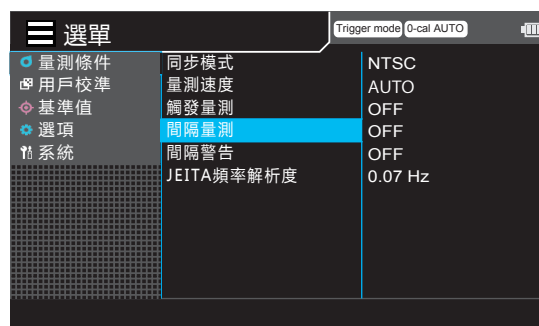 選單
Trigger mode 0-cal AUTO
量測條件
用戶校準
基準值
選項
系統
同步模式 NTSC
量測速度 AUTO
觸發量測 OFF
間隔量測 OFF
間隔警告 OFF
JEITA頻率解析度 0.07 Hz